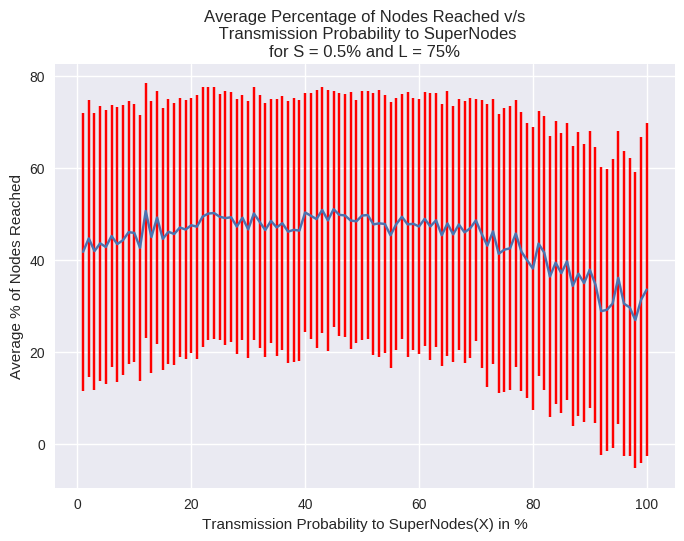 Average Percentage of Nodes Reached v/s
Transmission Probability to SuperNodes
for S = 0.5% and L = 75%
80
60
40
20
0
Average % of Nodes Reached
0 20 40 60 80 100
Transmission Probability to SuperNodes(X) in %